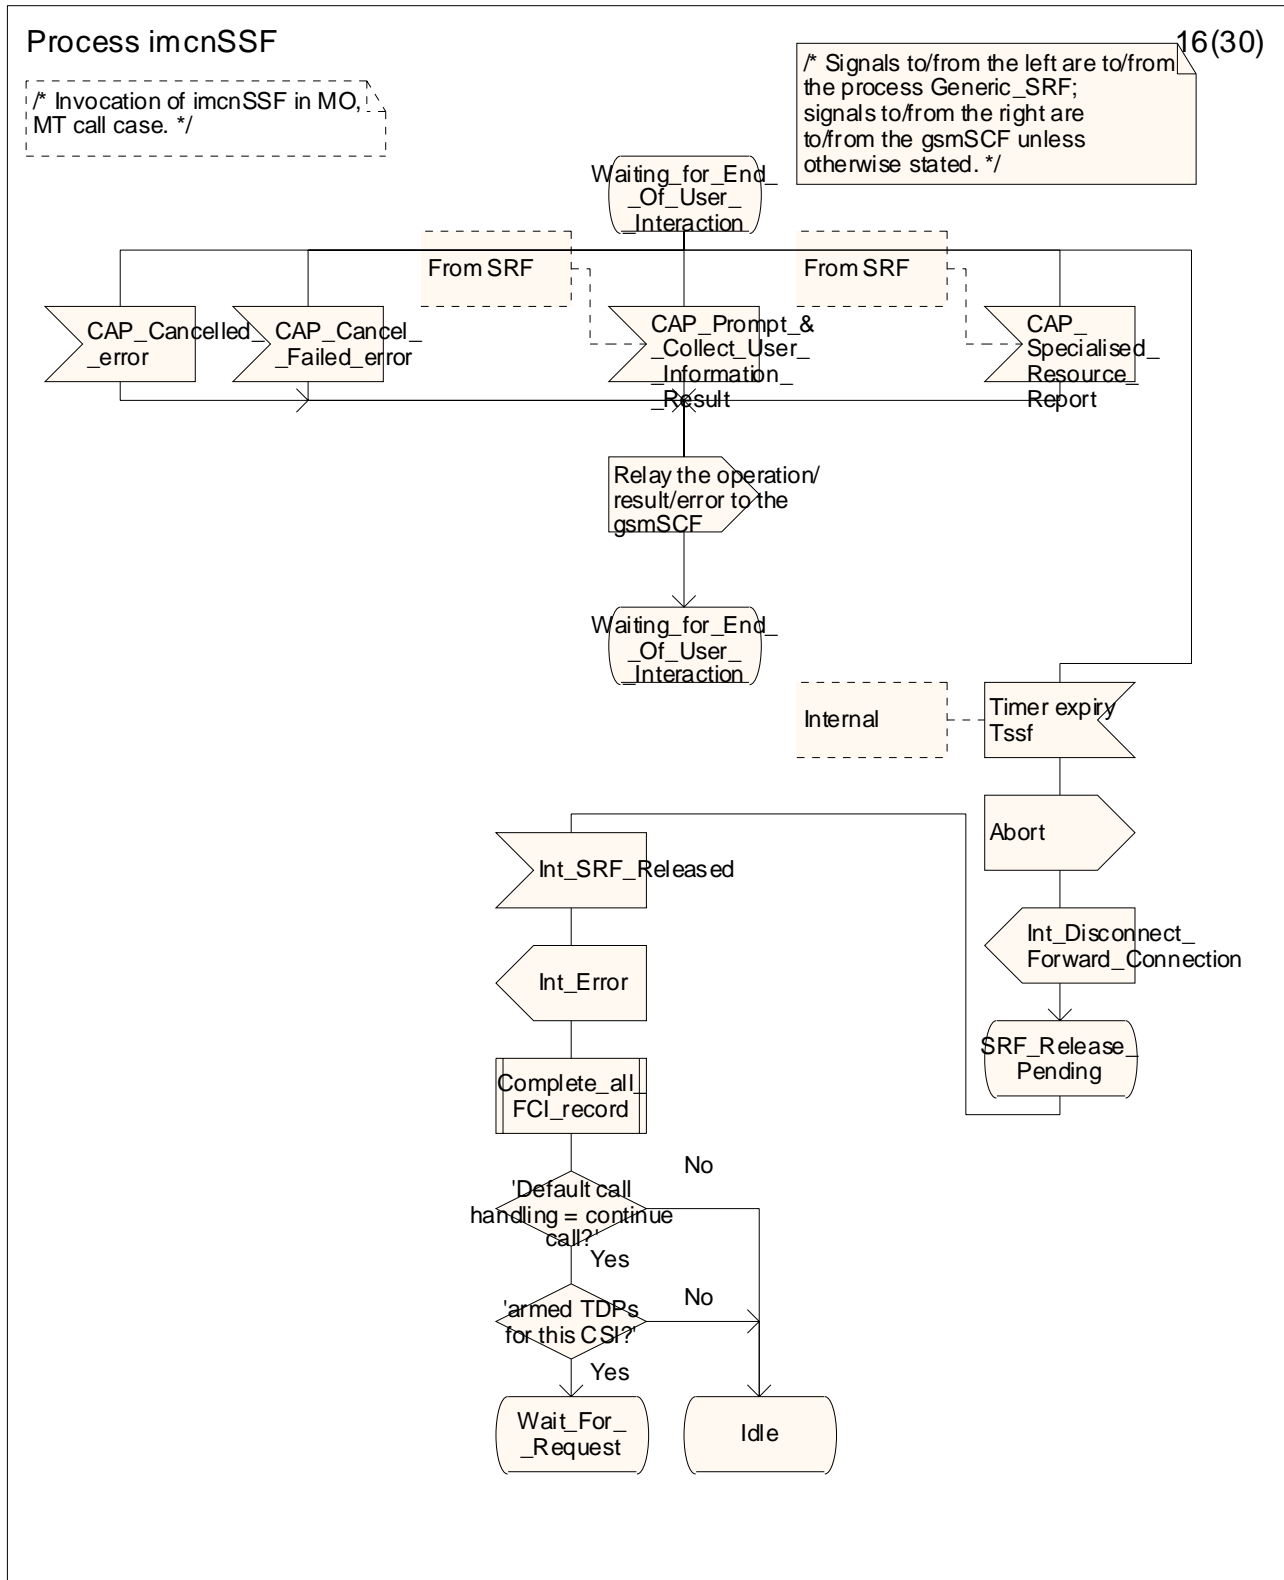 Process imcnSSF
16(30)
/* Invocation of imcnSSF in MO,
MT call case. */
/* Signals to/from the left are to/from
the process Generic_SRF;
signals to/from the right are
to/from the gsmSCF unless
otherwise stated. */
Waiting_for_End_
_Of_User_
_Interaction
From SRF
From SRF
CAP_Cancelled_
_error
CAP_Cancel_
_Failed_error
CAP_Prompt_&
_Collect_User_
_Information_
_Result
CAP_
Specialised_
Resource_
Report
Relay the operation/
result/error to the
gsmSCF
Waiting_for_End_
_Of_User_
_Interaction
Internal
Timer expiry
Tssf
Abort
Int_SRF_Released
Int_Disconnect_
Forward_Connection
Int_Error
SRF_Release_
Pending
Complete_all_
FCI_record
No
'Default call
handling = continue
call?'
Yes
No
'armed TDPs
for this CSI?'
Yes
Wait_For_
_Request
Idle